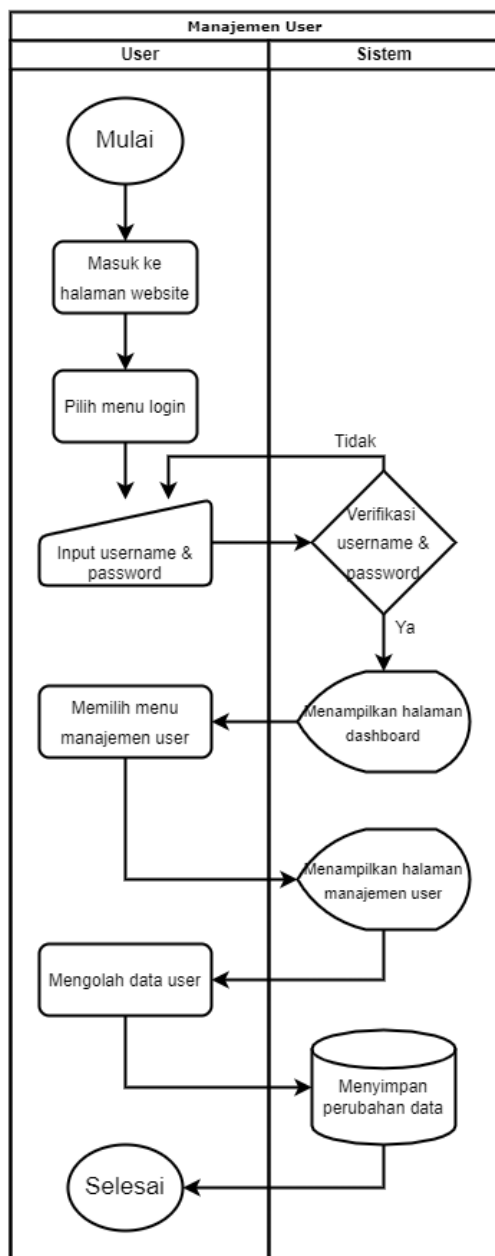 Manajemen User
User
Sistem
Mulai
Masuk ke
halaman website
Pilih menu login
Tidak
Input username &
password
Verifikasi
username &
password
Ya
Menampilkan halaman
dashboard
Memilih menu
manajemen user
Menampilkan halaman
manajemen user
Mengolah data user
Menyimpan
perubahan data
Selesai